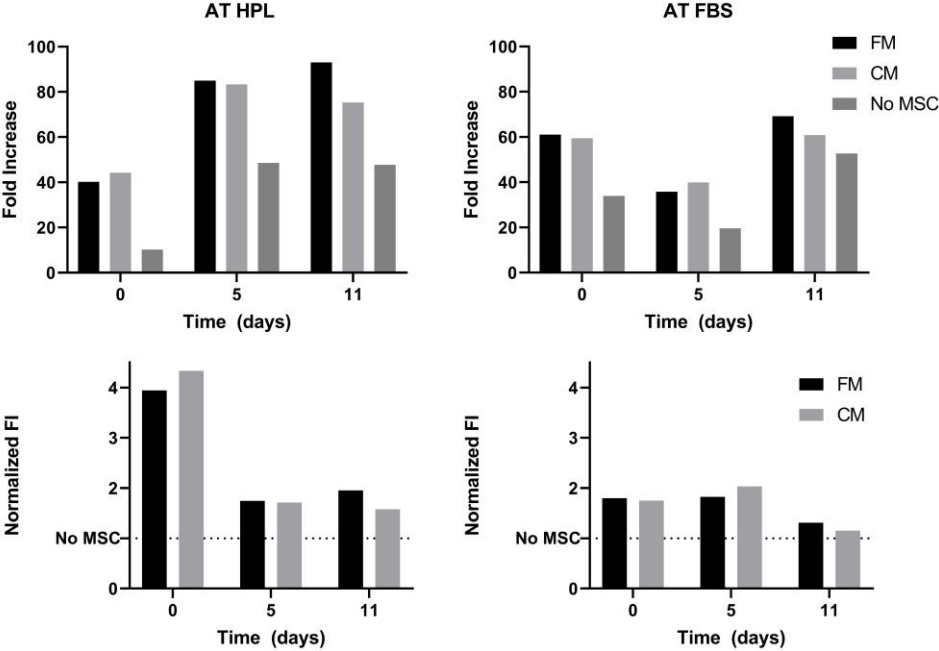 AT HPL
Fold Increase
100
80
60
40
20
0
0 5 11
Time (days)
AT FBS
Fold Increase
100
80
60
40
20
0
0 5 11
Time (days)
FM
CM
No MSC
Normalized FI
4
3
2
No MSC
0
0 5 11
Time (days)
Normalized FI
4
3
2
No MSC
0
0 5 11
Time (days)
FM
CM